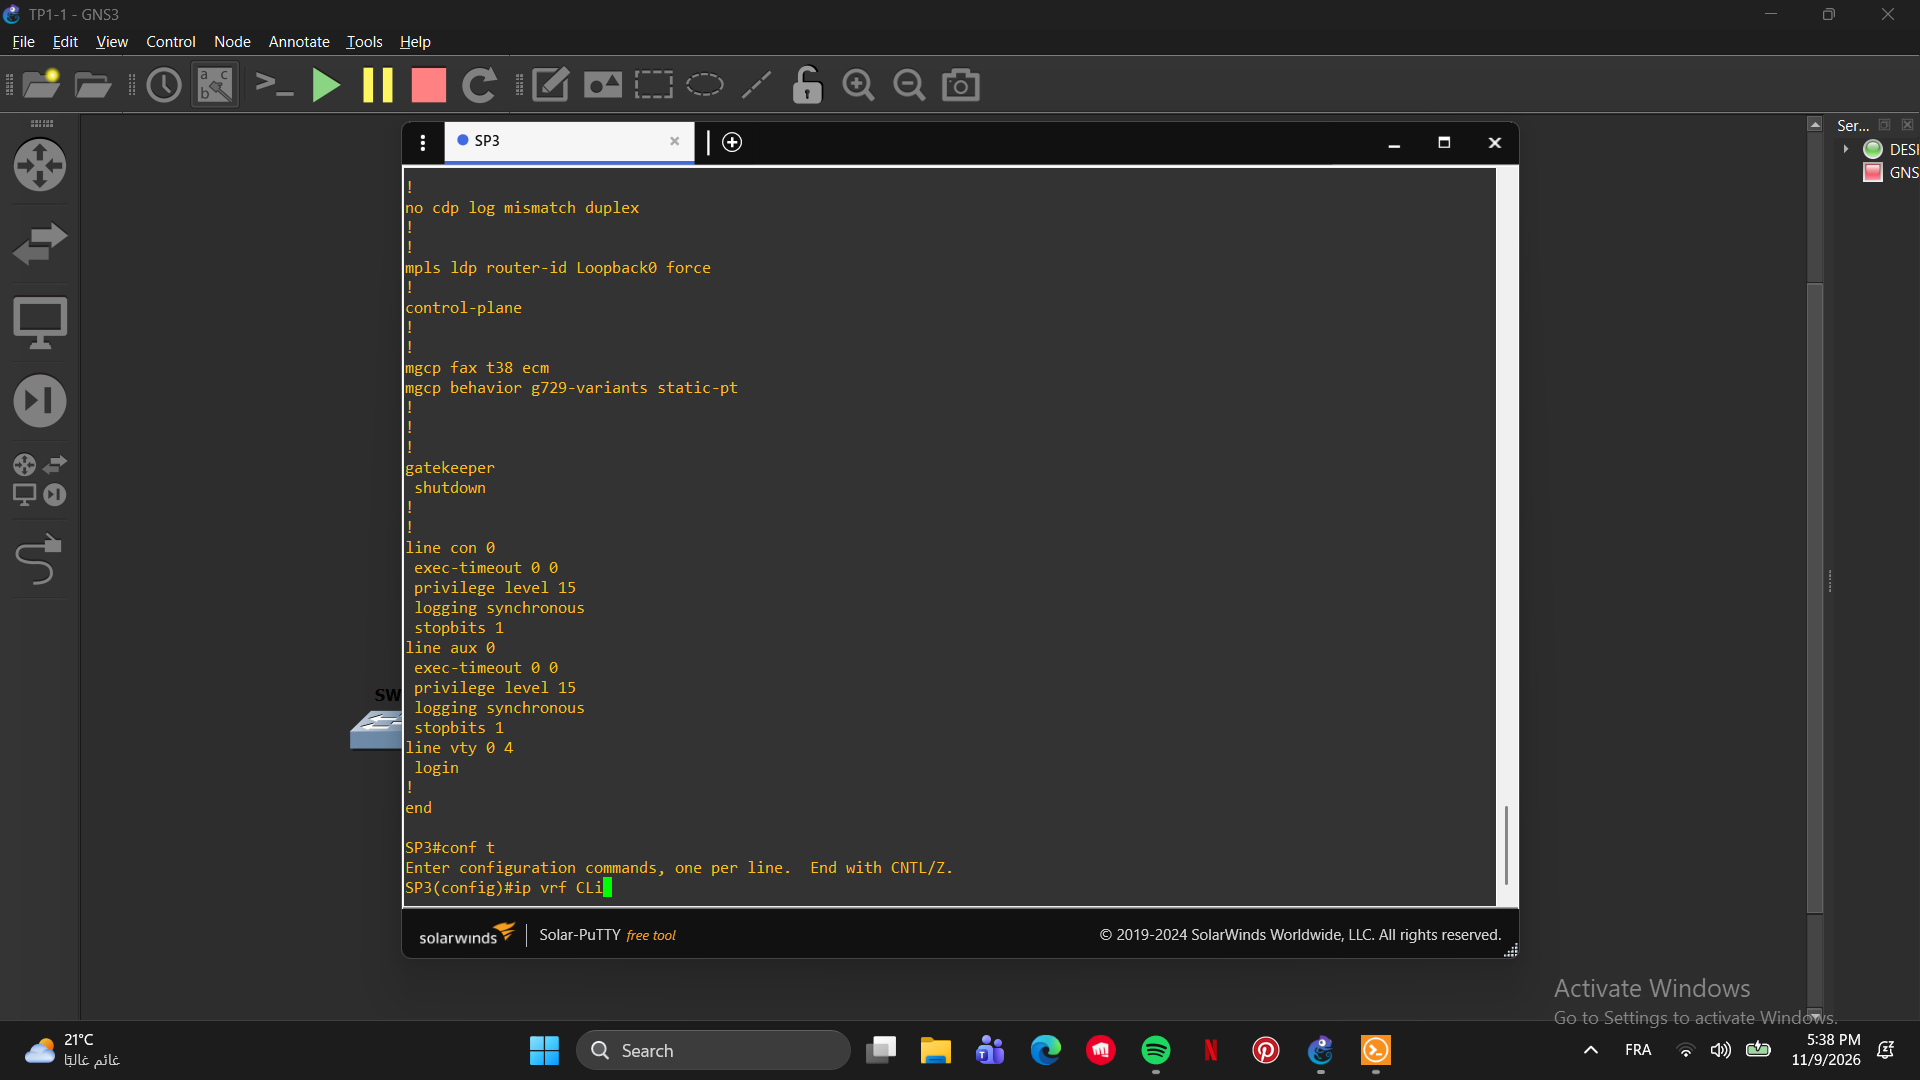 TP1-1 - GNS3
File Edit View Control Node Annotate Tools Help
SP3
Ser...
DESH
GNS
!
no cdp log mismatch duplex
!
!
mpls ldp router-id Loopback0 force
!
control-plane
!
!
mgcp fax t38 ecm
mgcp behavior g729-variants static-pt
!
!
!
gatekeeper
shutdown
!
!
line con 0
exec-timeout 0 0
privilege level 15
logging synchronous
stopbits 1
line aux 0
exec-timeout 0 0
privilege level 15
logging synchronous
stopbits 1
line vty 0 4
login
!
end
SP3#conf t
Enter configuration commands, one per line.  End with CNTL/Z.
SP3(config)#ip vrf CLi
SW
solarwinds Solar-PuTTY free tool © 2019-2024 SolarWinds Worldwide, LLC. All rights reserved.
Activate Windows
Go to Settings to activate Windows.
21°C
غائم غالبًا
Search
FRA
5:38 PM
11/9/2026